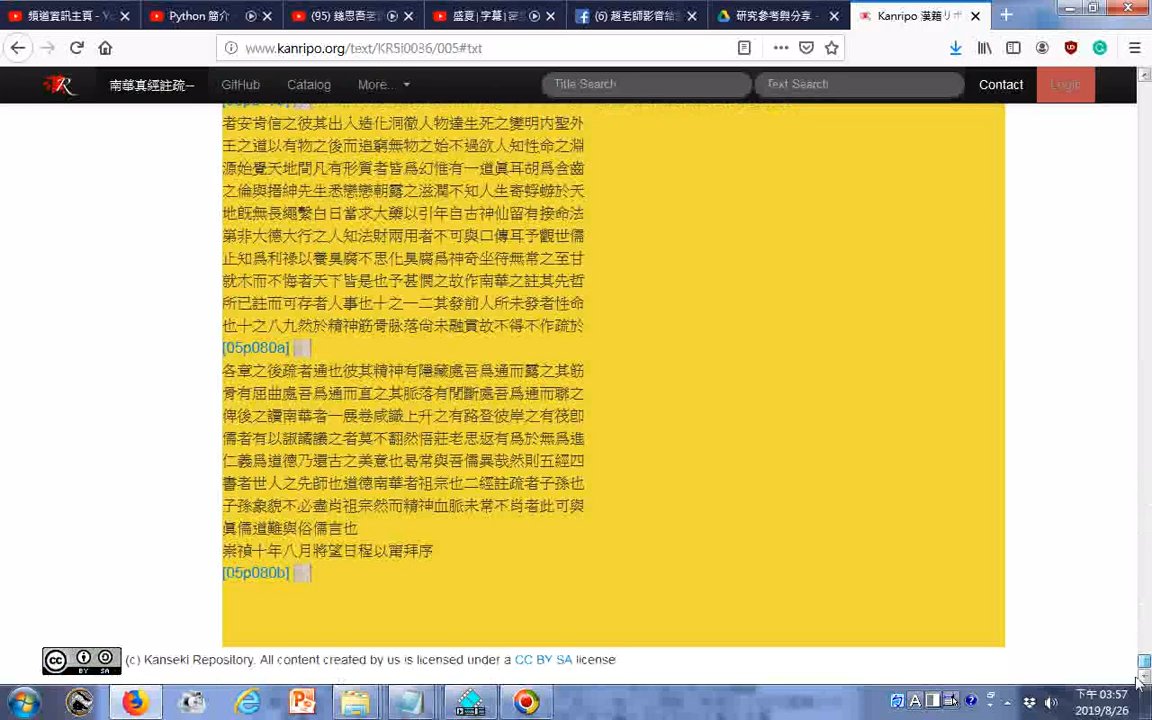 頻道資訊主頁 - Y
Python 簡介
(95) 錢思吾老
盛夏|字幕|密
(6) 趙老師影音
研究參考與分享 -
Kanripo 漢籍リポ
www.kanripo.org/text/KR5i0036/005#txt
南華真經註疏-- GitHub Catalog More... Title Search Text Search Contact Login
者安肯信之彼其出入造化洞徹人物達生死之變明内聖外
王之道以有物之後而追窮無物之始不過欲人知性命之淵
源始覺天地間凡有形質者皆爲幻惟有一道眞耳胡爲含齒
之倫與搢紳先生悉戀戀朝露之滋潤不知人生寄蜉蝣於天
地旣無長繩繫白日當求大藥以引年自古神仙留有接命法
第非大德大行之人知法財兩用者不可與口傳耳予觀世儒
止知爲利祿以養臭腐不思化臭腐爲神奇坐待無常之至甘
就木而不悔者天下皆是也予甚憫之故作南華之註其先哲
所已註而可存者人事也十之一二其發前人所未發者性命
也十之八九然於精神筋骨脉落尙未融貫故不得不作疏於
[05p080a]
各章之後疏者通也彼其精神有隱藏處吾爲通而露之其筋
骨有屈曲處吾爲通而直之其脈落有閒斷處吾爲通而聯之
俾後之讀南華者一展卷咸識上升之有路登彼岸之有筏卽
儒者有以諔譎議之者莫不翻然悟莊老思返有爲於無爲進
仁義爲道德乃還古之美意也曷常與吾儒異哉然則五經四
書者世人之先師也道德南華者祖宗也二經註疏者子孫也
子孫象貌不必盡肖祖宗然而精神血脈未常不肖者此可與
眞儒道難與俗儒言也
崇禎十年八月將望日程以甯拜序
[05p080b]
(c) Kanseki Repository. All content created by us is licensed under a CC BY SA license
下午 03:57
2019/8/26